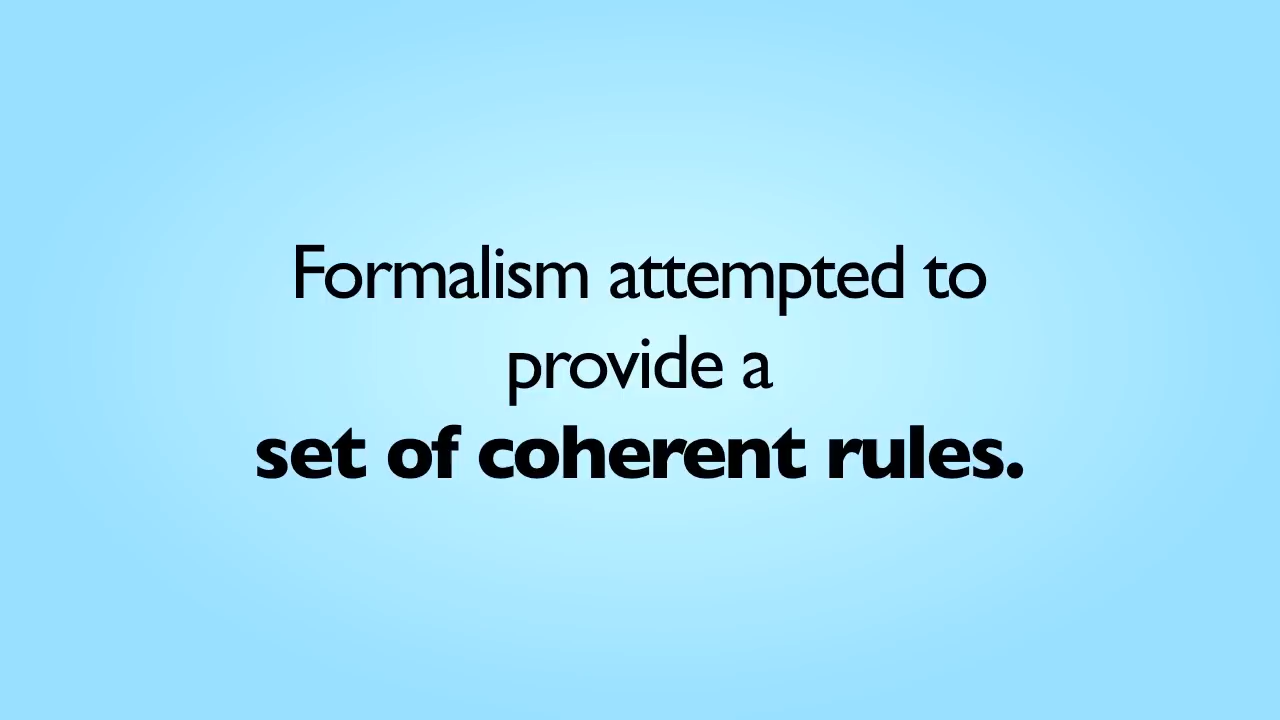 Formalism attempted to
provide a
set of coherent rules.